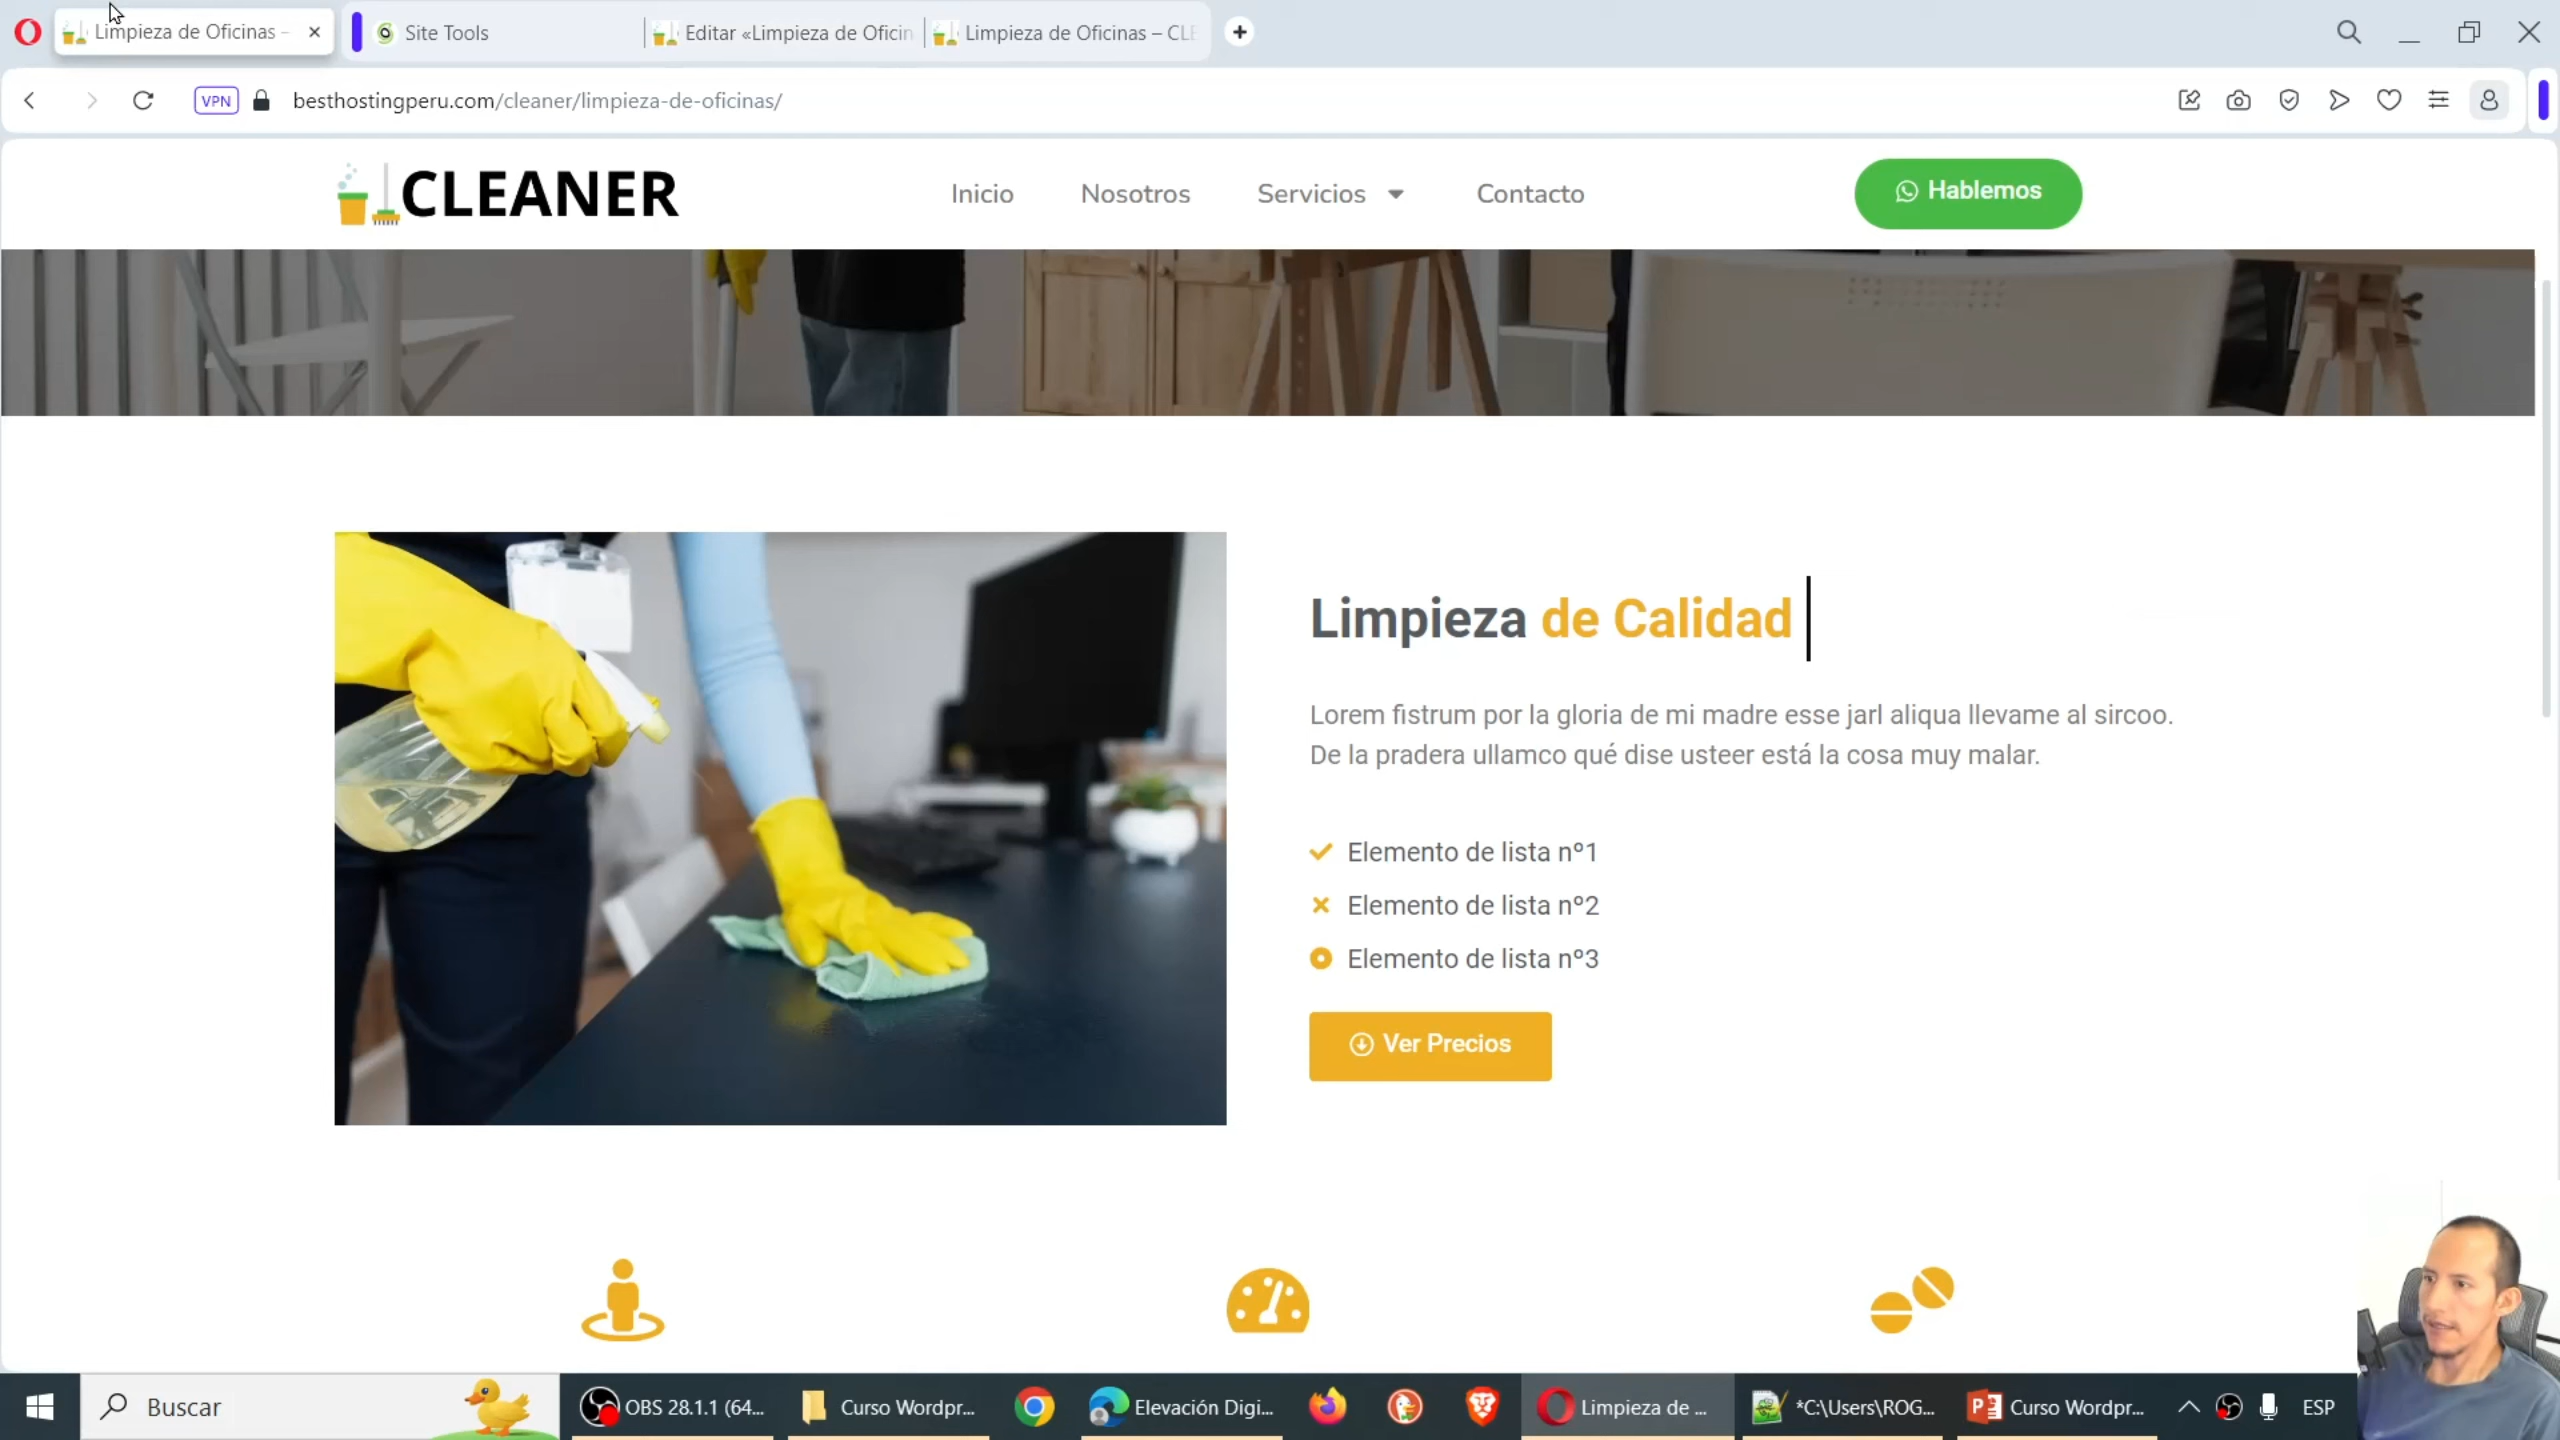 Limpieza de Oficinas –
Site Tools
Editar «Limpieza de Oficin
Limpieza de Oficinas – CLE
VPN
besthostingperu.com/cleaner/limpieza-de-oficinas/
CLEANER
Inicio
Nosotros
Servicios
Contacto
Hablemos
Limpieza de Calidad
Lorem fistrum por la gloria de mi madre esse jarl aliqua llevame al sircoo.
De la pradera ullamco qué dise usteer está la cosa muy malar.
Elemento de lista nº1
Elemento de lista nº2
Elemento de lista nº3
Ver Precios
Buscar
OBS 28.1.1 (64...
Curso Wordpr...
Elevación Digi...
Limpieza de ...
*C:\Users\ROG...
Curso Wordpr...
ESP